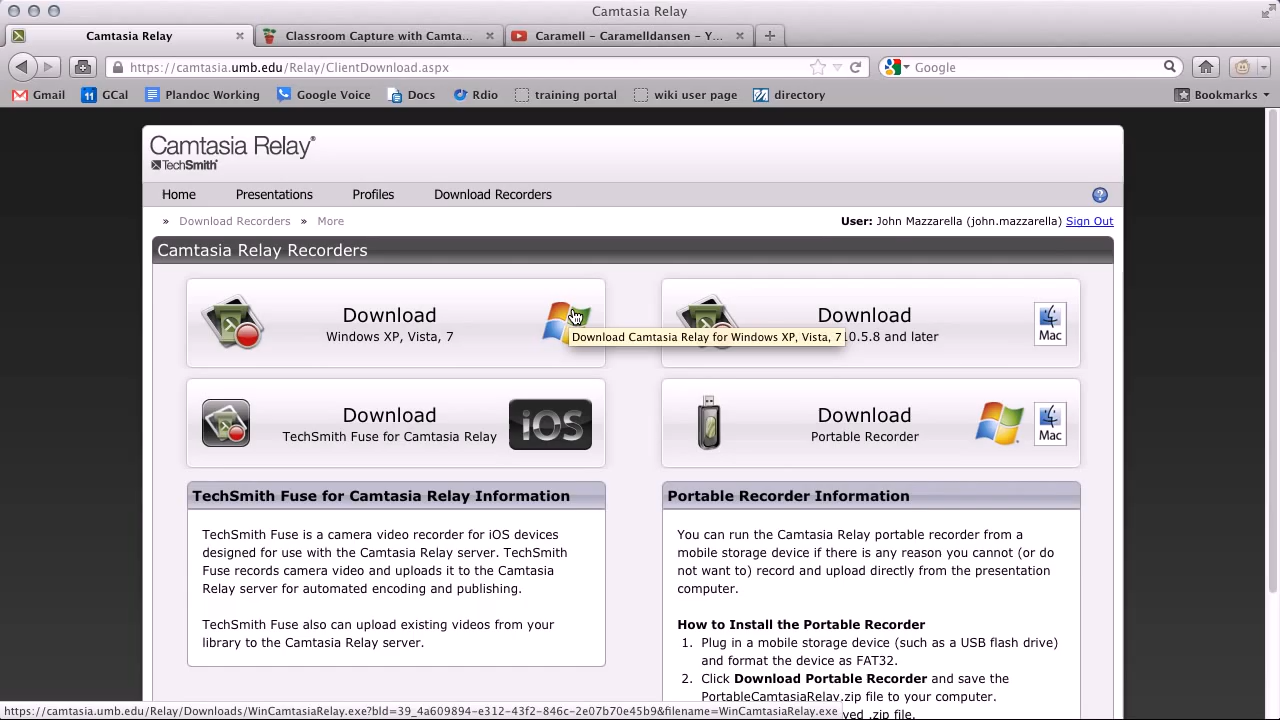 Camtasia Relay
Camtasia Relay
Classroom Capture with Camta...
Caramell – Caramelldansen – Y...
https://camtasia.umb.edu/Relay/ClientDownload.aspx
Google
Gmail
11 GCal
Plandoc Working
Google Voice
Docs
Rdio
training portal
wiki user page
directory
Bookmarks
Camtasia Relay®
TechSmith®
Home
Presentations
Profiles
Download Recorders
?
» Download Recorders » More
User: John Mazzarella (john.mazzarella) Sign Out
Camtasia Relay Recorders
Download
Windows XP, Vista, 7
Download Camtasia Relay for Windows XP, Vista, 7
Download
10.5.8 and later
Mac
Download
TechSmith Fuse for Camtasia Relay
iOS
Download
Portable Recorder
Mac
TechSmith Fuse for Camtasia Relay Information
TechSmith Fuse is a camera video recorder for iOS devices
designed for use with the Camtasia Relay server. TechSmith
Fuse records camera video and uploads it to the Camtasia
Relay server for automated encoding and publishing.
TechSmith Fuse also can upload existing videos from your
library to the Camtasia Relay server.
Portable Recorder Information
You can run the Camtasia Relay portable recorder from a
mobile storage device if there is any reason you cannot (or do
not want to) record and upload directly from the presentation
computer.
How to Install the Portable Recorder
1. Plug in a mobile storage device (such as a USB flash drive)
and format the device as FAT32.
2. Click Download Portable Recorder and save the
PortableCamtasiaRelay.zip file to your computer.
ved .zip file.
https://camtasia.umb.edu/Relay/Downloads/WinCamtasiaRelay.exe?bld=39_4a609894-e312-43f2-846c-2e07b70e45b9&filename=WinCamtasiaRelay.exe